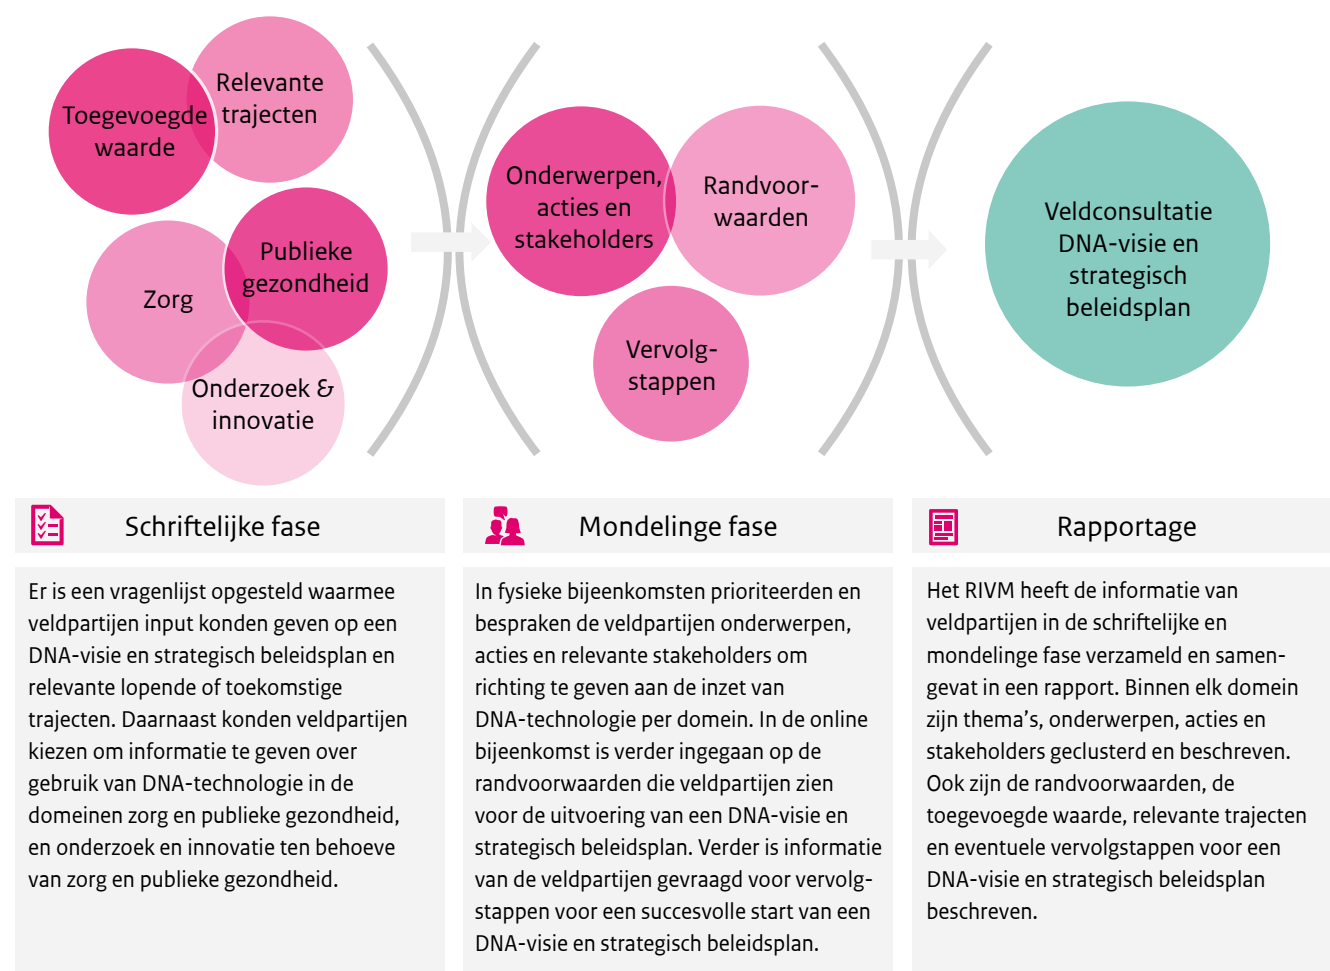 Relevante
trajecten
Toegevoegde
waarde
Publieke
gezondheid
Zorg
Onderzoek &
innovatie
Onderwerpen,
acties en
stakeholders
Randvoor-
waarden
Vervolg-
stappen
Veldconsultatie
DNA-visie en
strategisch
beleidsplan
Schriftelijke fase
Er is een vragenlijst opgesteld waarmee
veldpartijen input konden geven op een
DNA-visie en strategisch beleidsplan en
relevante lopende of toekomstige
trajecten. Daarnaast konden veldpartijen
kiezen om informatie te geven over
gebruik van DNA-technologie in de
domeinen zorg en publieke gezondheid,
en onderzoek en innovatie ten behoeve
van zorg en publieke gezondheid.
Mondelinge fase
In fysieke bijeenkomsten prioriteerden en
bespraken de veldpartijen onderwerpen,
acties en relevante stakeholders om
richting te geven aan de inzet van
DNA-technologie per domein. In de online
bijeenkomst is verder ingegaan op de
randvoorwaarden die veldpartijen zien
voor de uitvoering van een DNA-visie en
strategisch beleidsplan. Verder is informatie
van de veldpartijen gevraagd voor vervolg-
stappen voor een succesvolle start van een
DNA-visie en strategisch beleidsplan.
Rapportage
Het RIVM heeft de informatie van
veldpartijen in de schriftelijke en
mondelinge fase verzameld en samen-
gevat in een rapport. Binnen elk domein
zijn thema’s, onderwerpen, acties en
stakeholders geclusterd en beschreven.
Ook zijn de randvoorwaarden, de
toegevoegde waarde, relevante trajecten
en eventuele vervolgstappen voor een
DNA-visie en strategisch beleidsplan
beschreven.